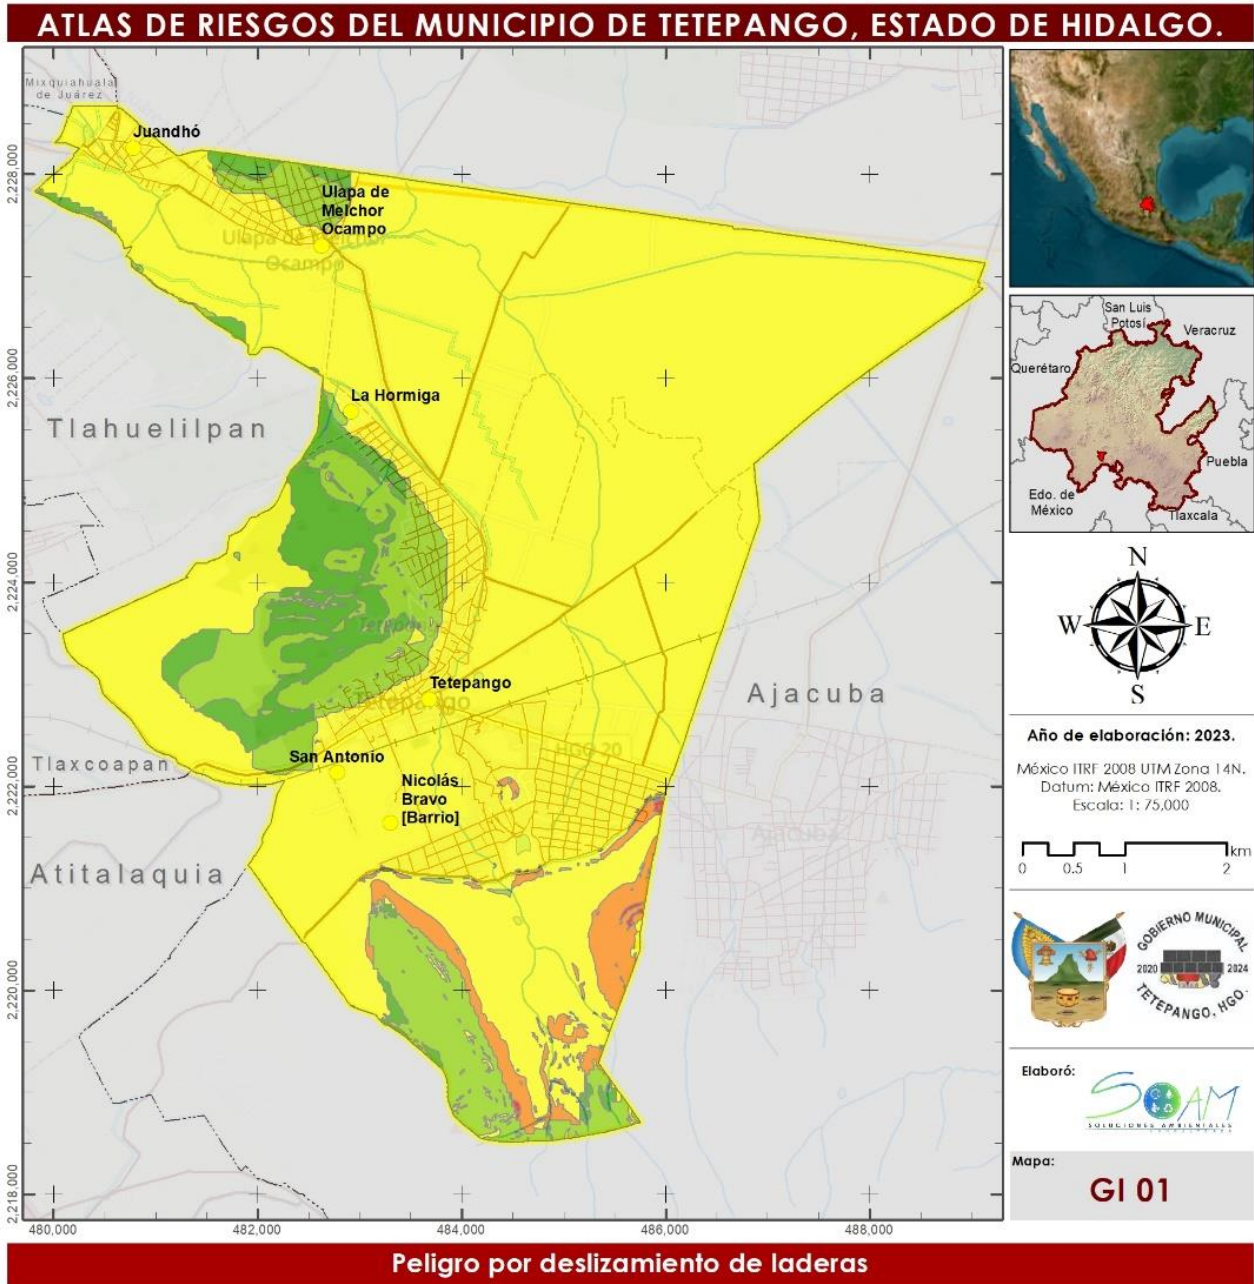 ATLAS DE RIESGOS DEL MUNICIPIO DE TETEPANGO, ESTADO DE HIDALGO.
Mixquiahuala
de Juárez
Juandhó
Ulapa de
Melchor
Ocampo
Ulapa de Melchor
Ocampo
La Hormiga
Tlahuelilpan
Tetepango
Tetepango
San Antonio
HGO 20
Nicolás
Bravo
[Barrio]
Tlaxcoapan
Atitalaquia
Ajacuba
Ajacuba
2,228,000
2,226,000
2,224,000
2,222,000
2,220,000
2,218,000
480,000
482,000
484,000
486,000
488,000
San Luis
Potosí
Veracruz
Querétaro
Puebla
Edo. de
México
Tlaxcala
N
W
E
S
Año de elaboración: 2023.
México ITRF 2008 UTM Zona 14N.
Datum: México ITRF 2008.
Escala: 1: 75,000
km
0 0.5 1 2
GOBIERNO MUNICIPAL
2020 2024
TETEPANGO, HGO.
Elaboró:
SOAM
SOLUCIONES AMBIENTALES
Mapa:
GI 01
Peligro por deslizamiento de laderas